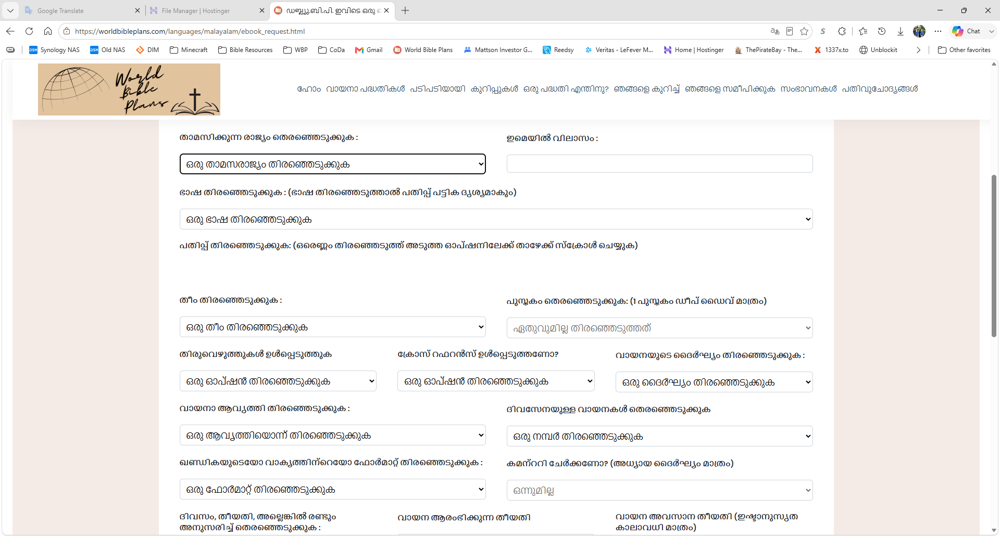 Google Translate
File Manager | Hostinger
ഡബ്ല്യു.ബി.പി. ഇവിടെ ഒരു
https://worldbibleplans.com/languages/malayalam/ebook_request.html
Chat
Synology NAS
Old NAS
DIM
Minecraft
Bible Resources
WBP
CoDa
Gmail
World Bible Plans
Mattson Investor G...
Reedsy
Veritas - LeFever M...
Home | Hostinger
ThePirateBay - The...
1337x.to
Unblockit
Other favorites
World
Bible
Plans
ഹോം വായനാ പദ്ധതികൾ പടിപടിയായി കുറിപ്പുകൾ ഒരു പദ്ധതി എന്തിനു? ഞങ്ങളെ കുറിച്ച് ഞങ്ങളെ സമീപിക്കുക സംഭാവനകൾ പതിവുചോദ്യങ്ങൾ
താമസിക്കുന്ന രാജ്യം തെരഞ്ഞെടുക്കുക :
ഇമെയിൽ വിലാസം :
ഒരു താമസരാജ്യം തിരഞ്ഞെടുക്കുക
ഭാഷ തിരഞ്ഞെടുക്കുക : (ഭാഷ തിരഞ്ഞെടുത്താൽ പതിപ്പ് പട്ടിക ദൃശ്യമാകും)
ഒരു ഭാഷ തിരഞ്ഞെടുക്കുക
പതിപ്പ് തിരഞ്ഞെടുക്കുക: (ഒരെണ്ണം തിരഞ്ഞെടുത്ത് അടുത്ത ഓപ്ഷനിലേക്ക് താഴേക്ക് സ്ക്രോൾ ചെയ്യുക)
തീം തിരഞ്ഞെടുക്കുക :
പുസ്തകം തെരഞ്ഞെടുക്കുക: (1 പുസ്തകം ഡീപ് ഡൈവ് മാത്രം)
ഒരു തീം തിരഞ്ഞെടുക്കുക
ഏതുവുമില്ല തിരഞ്ഞെടുത്തത്
തിരുവെഴുത്തുകൾ ഉൾപ്പെടുത്തുക
ക്രോസ് റഫറൻസ് ഉൾപ്പെടുത്തണോ?
വായനയുടെ ദൈർഘ്യം തിരഞ്ഞെടുക്കുക :
ഒരു ഓപ്ഷൻ തിരഞ്ഞെടുക്കുക
ഒരു ഓപ്ഷൻ തിരഞ്ഞെടുക്കുക
ഒരു ദൈർഘ്യം തിരഞ്ഞെടുക്കുക
വായനാ ആവൃത്തി തിരഞ്ഞെടുക്കുക :
ദിവസേനയുള്ള വായനകൾ തെരഞ്ഞെടുക്കുക
ഒരു ആവൃത്തിയൊന്ന് തിരഞ്ഞെടുക്കുക
ഒരു നമ്പർ തിരഞ്ഞെടുക്കുക
ഖണ്ഡികയുടെയോ വാക്യത്തിന്റെയോ ഫോർമാറ്റ് തിരഞ്ഞെടുക്കുക :
കമന്ററി ചേർക്കണോ? (അധ്യായ ദൈർഘ്യം മാത്രം)
ഒരു ഫോർമാറ്റ് തിരഞ്ഞെടുക്കുക
ഒന്നുമില്ല
ദിവസം, തീയതി, അല്ലെങ്കിൽ രണ്ടും
അനുസരിച്ച് തെരഞ്ഞെടുക്കുക :
വായന ആരംഭിക്കുന്ന തീയതി
വായന അവസാന തീയതി (ഇഷ്ടാനുസൃത
കാലാവധി മാത്രം)